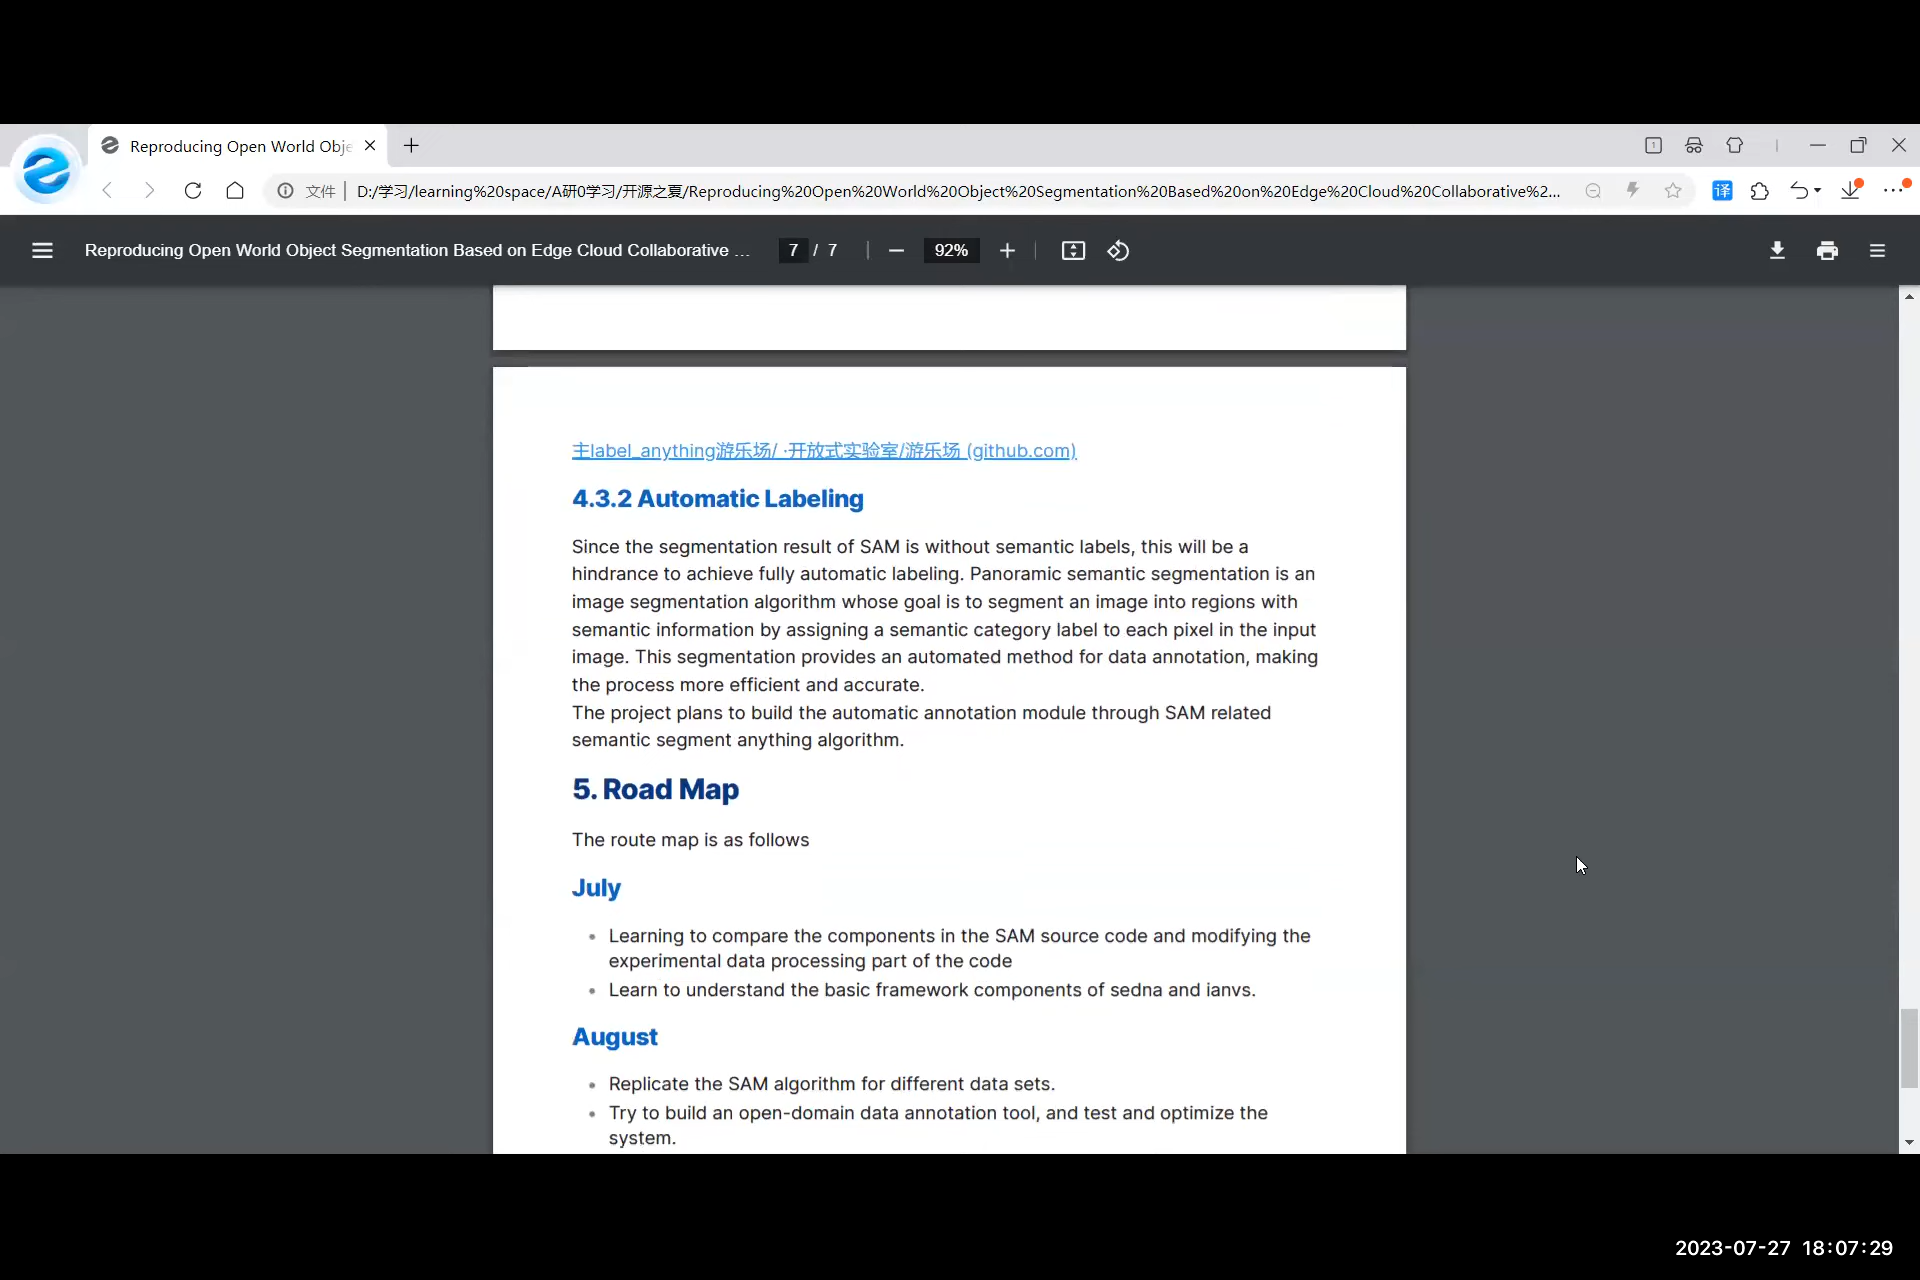 Reproducing Open World Obje
文件 D:/学习/learning%20space/A研0学习/开源之夏/Reproducing%20Open%20World%20Object%20Segmentation%20Based%20on%20Edge%20Cloud%20Collaborative%2... 译
Reproducing Open World Object Segmentation Based on Edge Cloud Collaborative ... 7 / 7 92%
主label_anything游乐场/ ·开放式实验室/游乐场 (github.com)
4.3.2 Automatic Labeling
Since the segmentation result of SAM is without semantic labels, this will be a
hindrance to achieve fully automatic labeling. Panoramic semantic segmentation is an
image segmentation algorithm whose goal is to segment an image into regions with
semantic information by assigning a semantic category label to each pixel in the input
image. This segmentation provides an automated method for data annotation, making
the process more efficient and accurate.
The project plans to build the automatic annotation module through SAM related
semantic segment anything algorithm.
5. Road Map
The route map is as follows
July
• Learning to compare the components in the SAM source code and modifying the
experimental data processing part of the code
• Learn to understand the basic framework components of sedna and ianvs.
August
• Replicate the SAM algorithm for different data sets.
• Try to build an open-domain data annotation tool, and test and optimize the
system.
2023-07-27 18:07:29